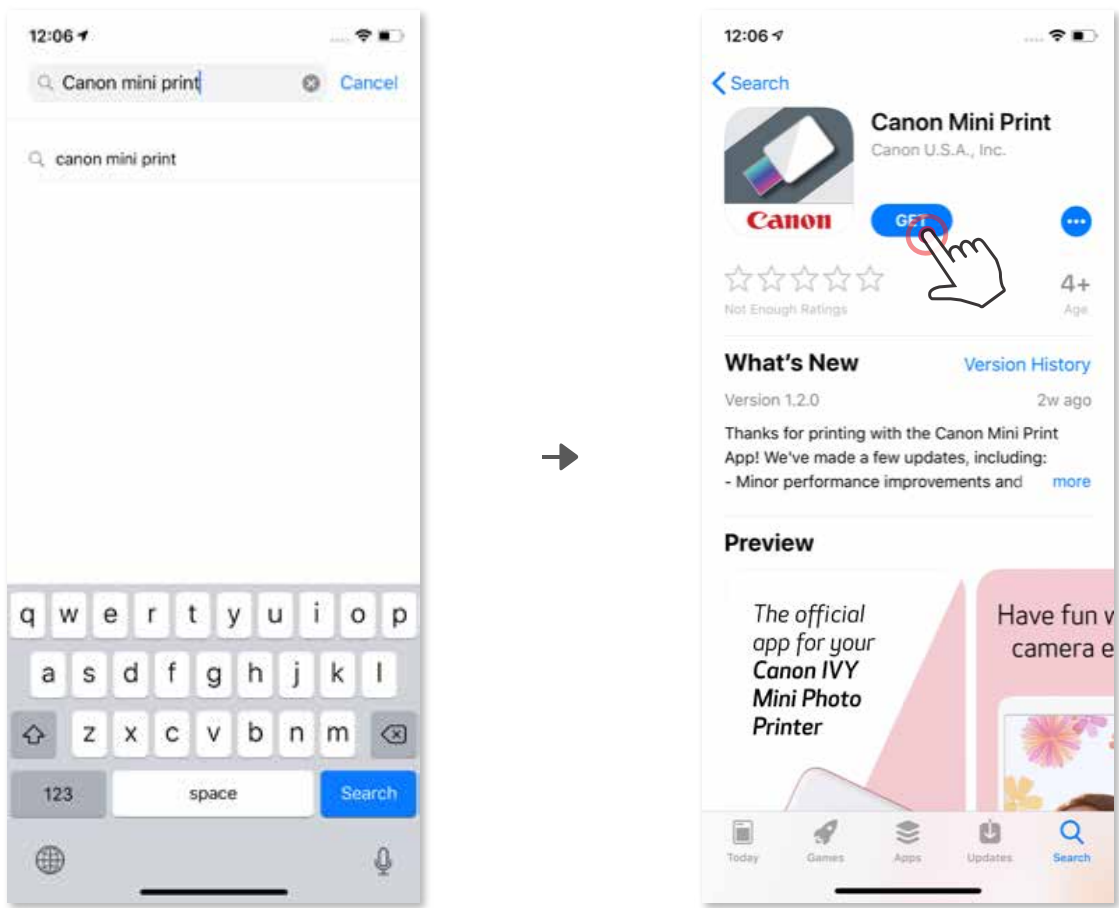 12:06
Canon mini print
Cancel
canon mini print
q w e r t y u i o p
a s d f g h j k l
z x c v b n m
123 space Search
12:06
Search
Canon Mini Print
Canon U.S.A., Inc.
Canon
GET
4+
Not Enough Ratings
Age
What's New
Version History
Version 1.2.0
2w ago
Thanks for printing with the Canon Mini Print
App! We've made a few updates, including:
- Minor performance improvements and more
Preview
The official
app for your
Canon IVY
Mini Photo
Printer
Have fun
camera e
Today Games Apps Updates Search